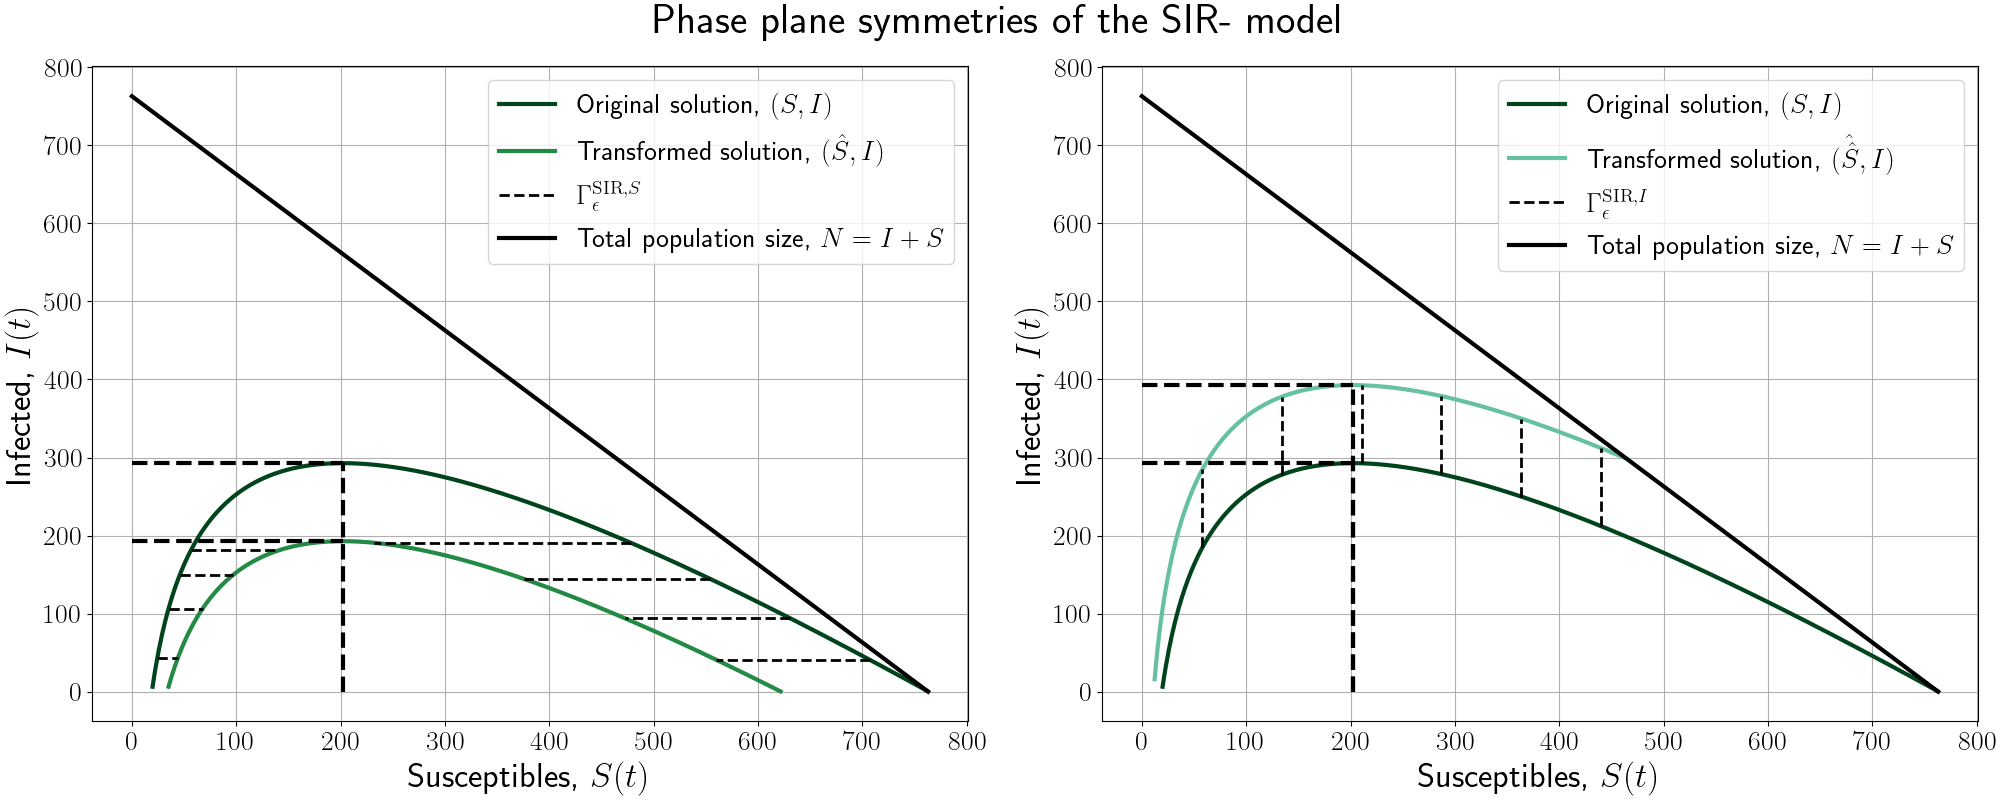 Phase plane symmetries of the SIR- model
800
700
600
500
400
300
200
100
0
Infected, I(t)
Original solution, (S, I)
Transformed solution, (Ŝ, I)
Γ_ϵ^{SIR,S}
Total population size, N = I + S
0 100 200 300 400 500 600 700 800
Susceptibles, S(t)
800
700
600
500
400
300
200
100
0
Infected, I(t)
Original solution, (S, I)
Transformed solution, (Ŝ̂, I)
Γ_ϵ^{SIR,I}
Total population size, N = I + S
0 100 200 300 400 500 600 700 800
Susceptibles, S(t)